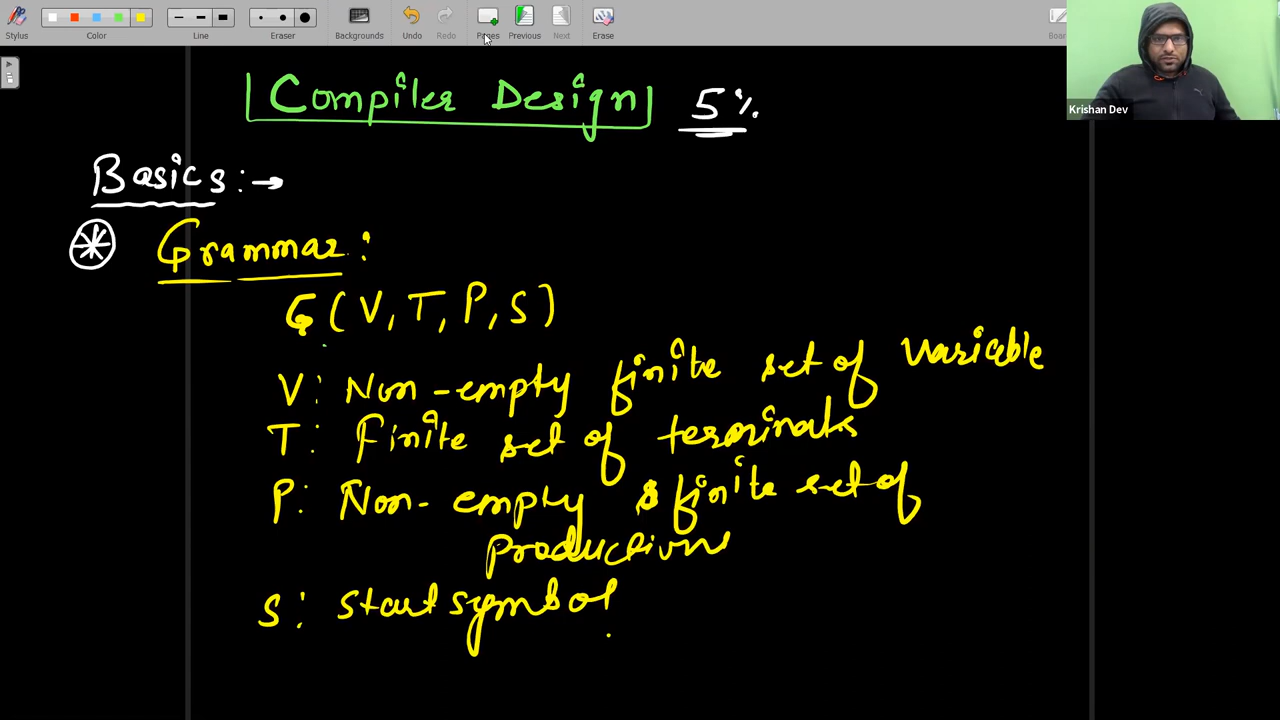 Stylus Color Line Eraser Backgrounds Undo Redo Pages Previous Next Erase
Krishan Dev
Compiler Design 5%
Basics:→
Grammar:
G(V, T, P, S)
V: Non-empty finite set of variable
T: Finite set of terminals
P: Non-empty finite set of
productions
S: Start symbol